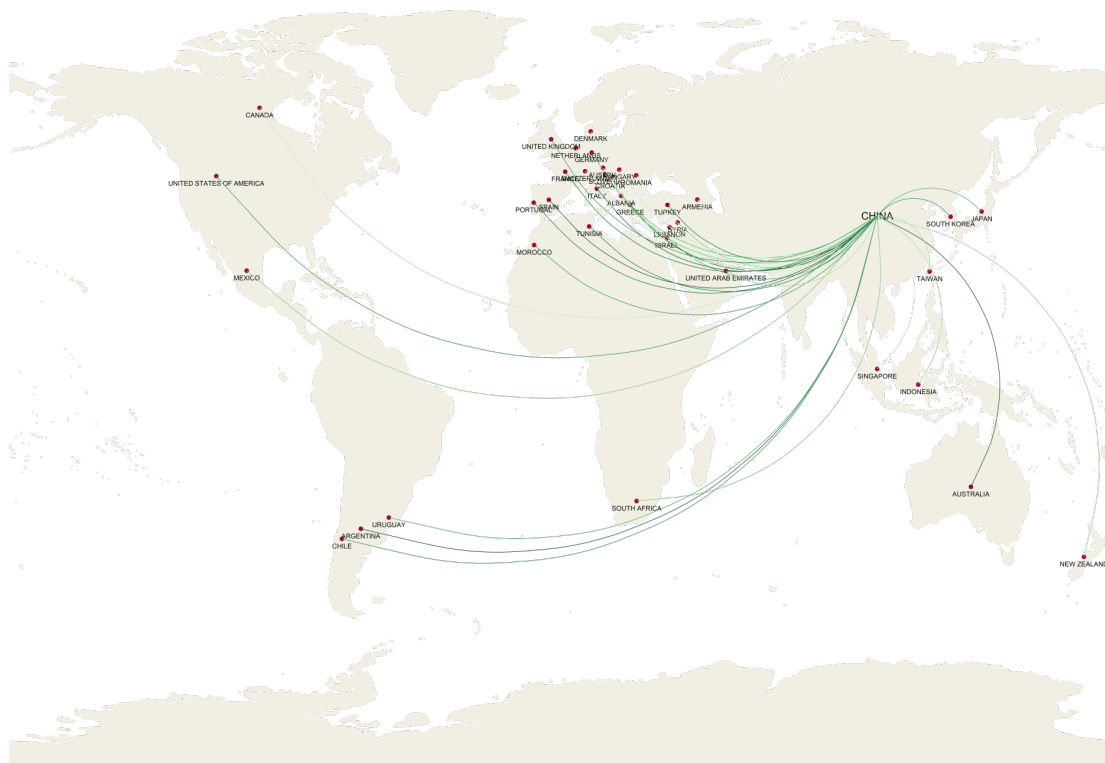 CANADA
DENMARK
UNITED KINGDOM
NETHERLANDS
GERMANY
UNITED STATES OF AMERICA
FRANCE
ROMANIA
CROATIA
ITALY
ALBANIA
PORTUGAL
SPAIN
GREECE
TURKEY
ARMENIA
CHINA
SOUTH KOREA
JAPAN
TUNISIA
LEBANON
ISRAEL
MOROCCO
MEXICO
UNITED ARAB EMIRATES
TAIWAN
SINGAPORE
INDONESIA
AUSTRALIA
SOUTH AFRICA
URUGUAY
ARGENTINA
CHILE
NEW ZEALAND